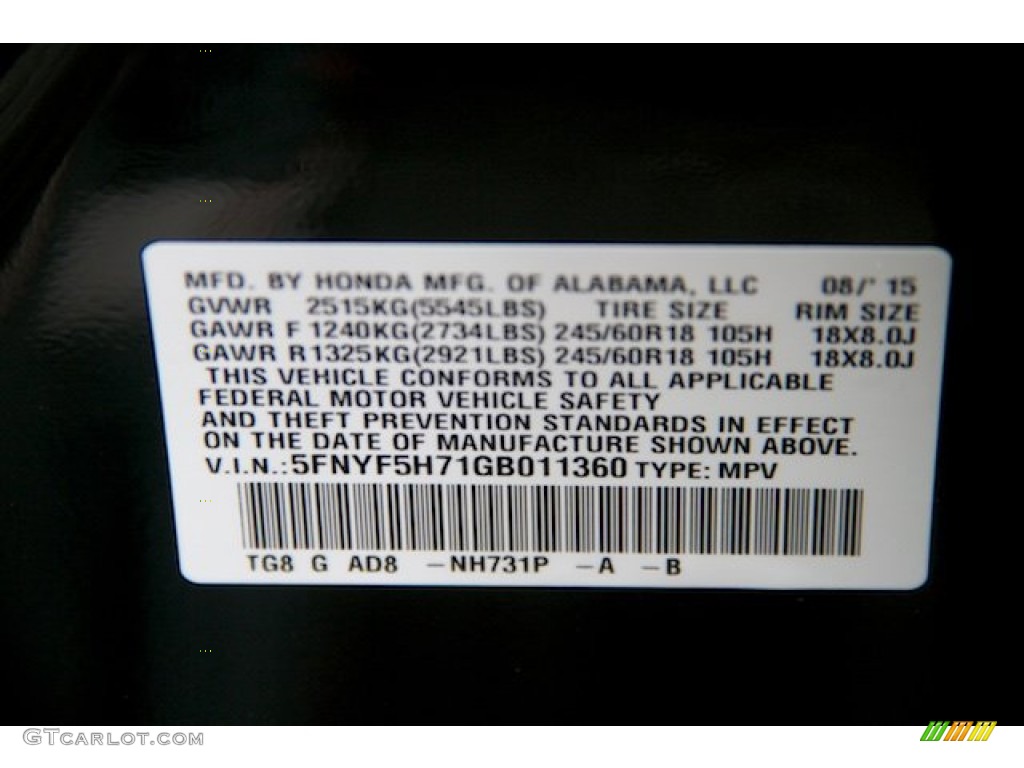 MFD. BY HONDA MFG. OF ALABAMA, LLC 08/' 15
GVWR 2515KG(5545LBS) TIRE SIZE RIM SIZE
GAWR F 1240KG(2734LBS) 245/60R18 105H 18X8.0J
GAWR R1325KG(2921LBS) 245/60R18 105H 18X8.0J
THIS VEHICLE CONFORMS TO ALL APPLICABLE
FEDERAL MOTOR VEHICLE SAFETY
AND THEFT PREVENTION STANDARDS IN EFFECT
ON THE DATE OF MANUFACTURE SHOWN ABOVE.
V.I.N.: 5FNYF5H71GB011360 TYPE: MPV
TG8 G AD8 -NH731P -A -B
GTCARLOT.COM